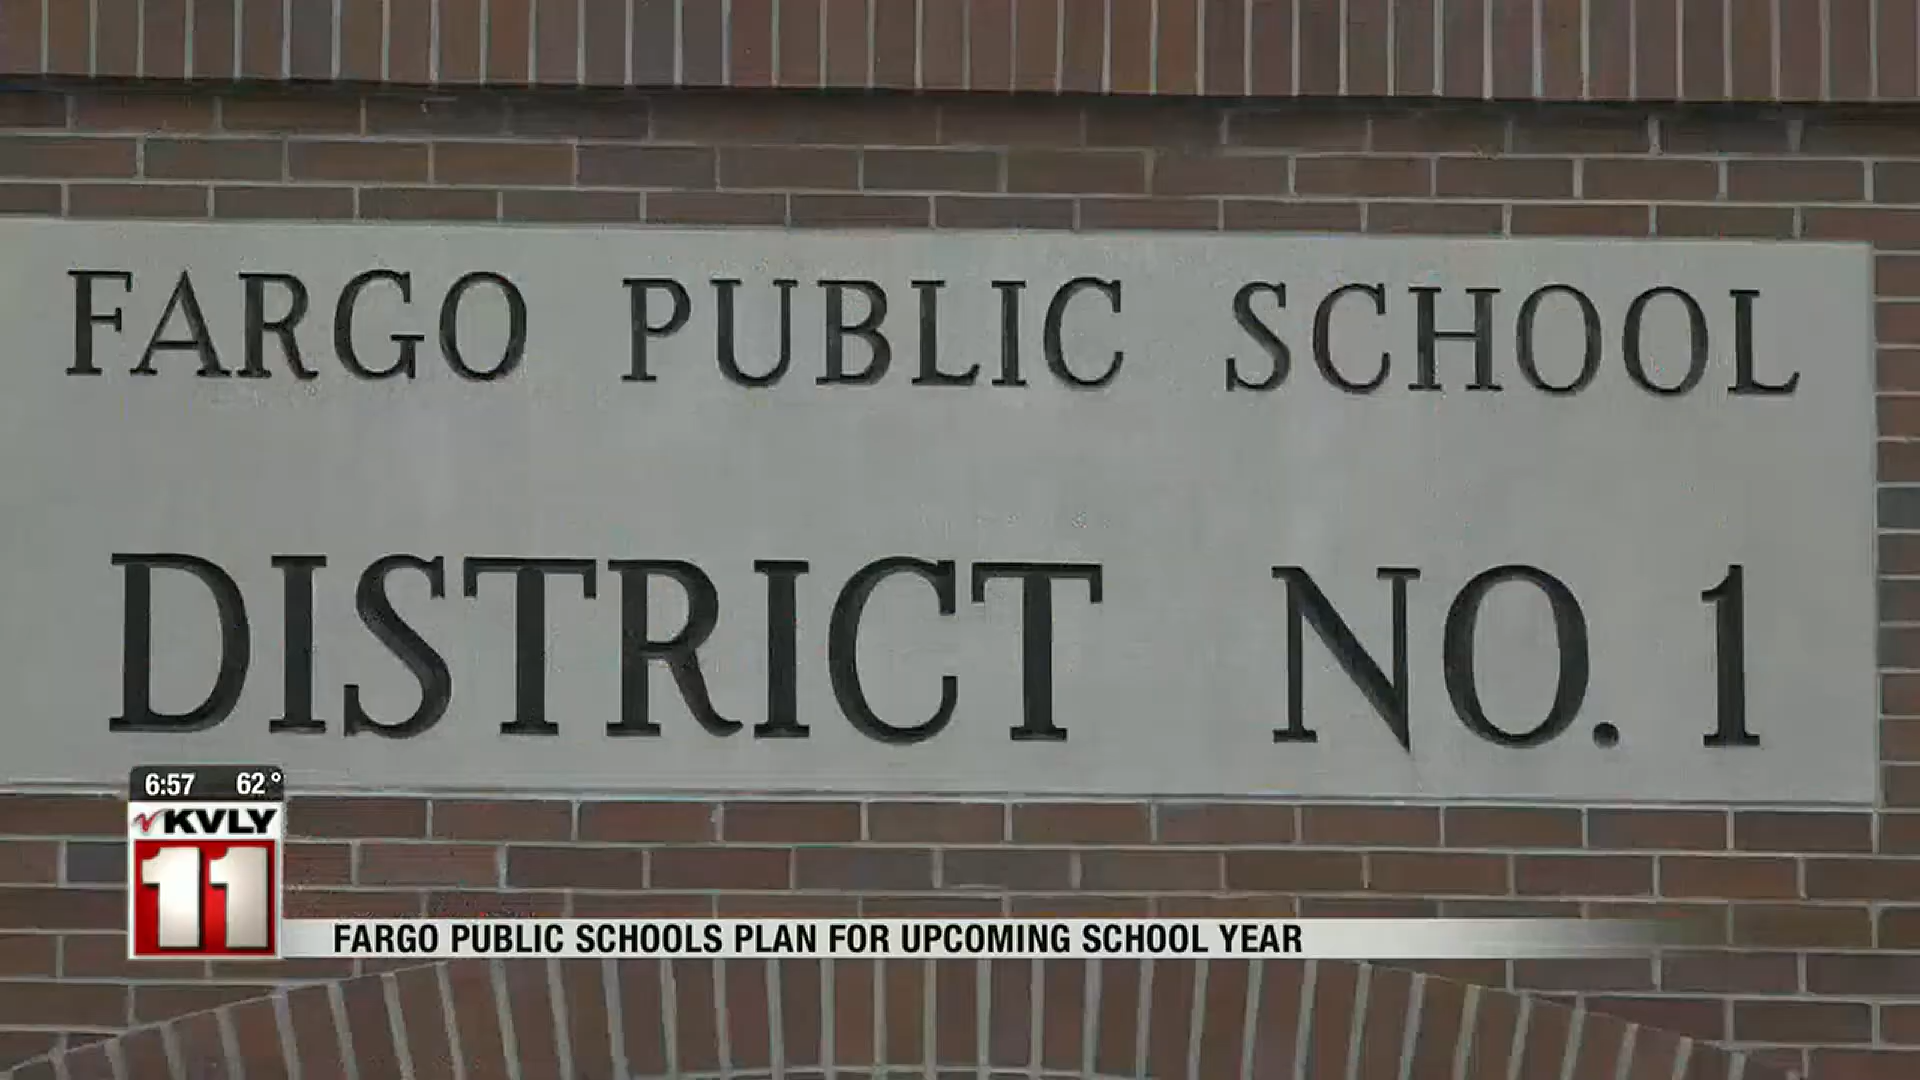 FARGO PUBLIC SCHOOL
DISTRICT NO. 1
6:57 62°
KVLY
11
FARGO PUBLIC SCHOOLS PLAN FOR UPCOMING SCHOOL YEAR